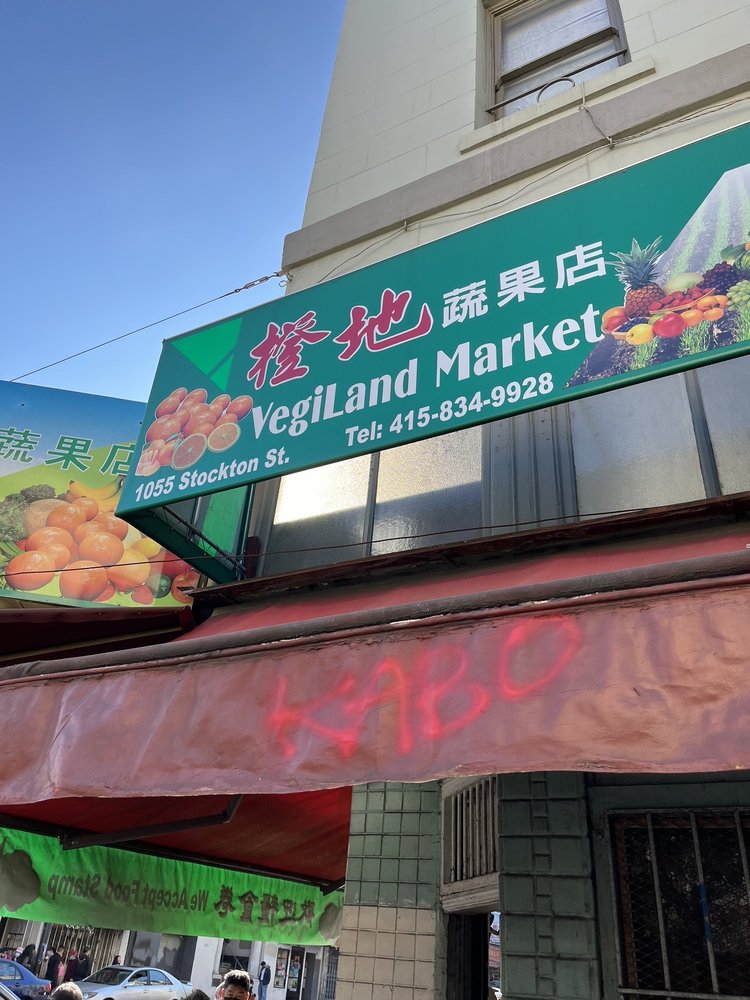 橙地 蔬果店
VegiLand Market
1055 Stockton St.
Tel: 415-834-9928
蔬果店
KABO
We Accept Food Stamp